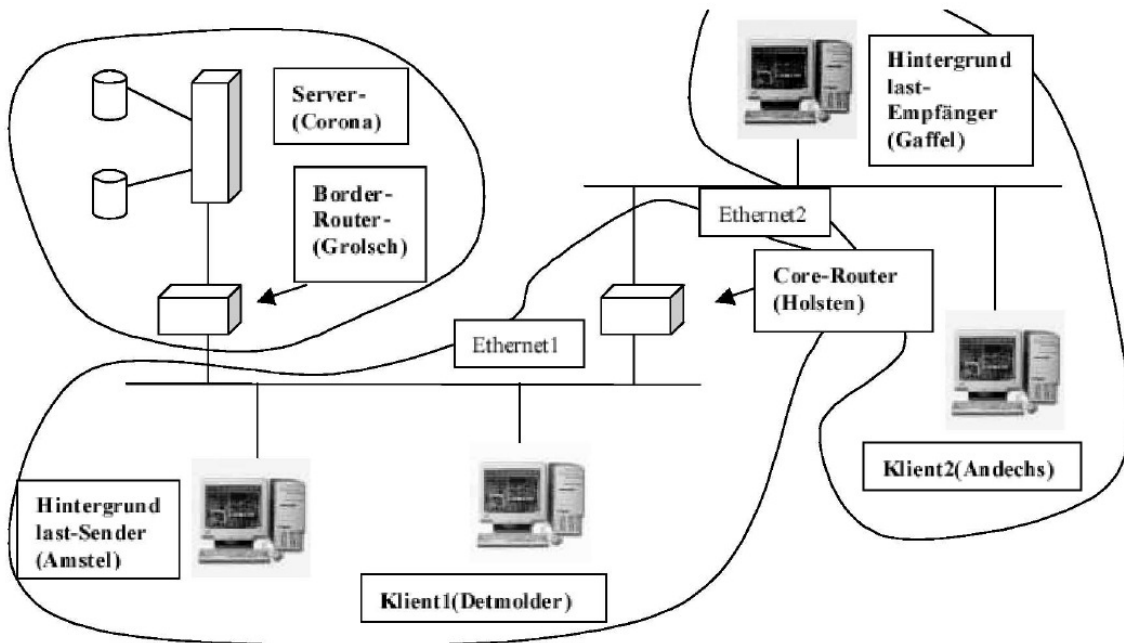 Server-
(Corona)
Border-
Router-
(Grolsch)
Hintergrund
last-
Empfänger
(Gaffel)
Ethernet2
Core-Router
(Holsten)
Ethernet1
Klient2(Andechs)
Hintergrund
last-Sender
(Amstel)
Klient1(Detmolder)